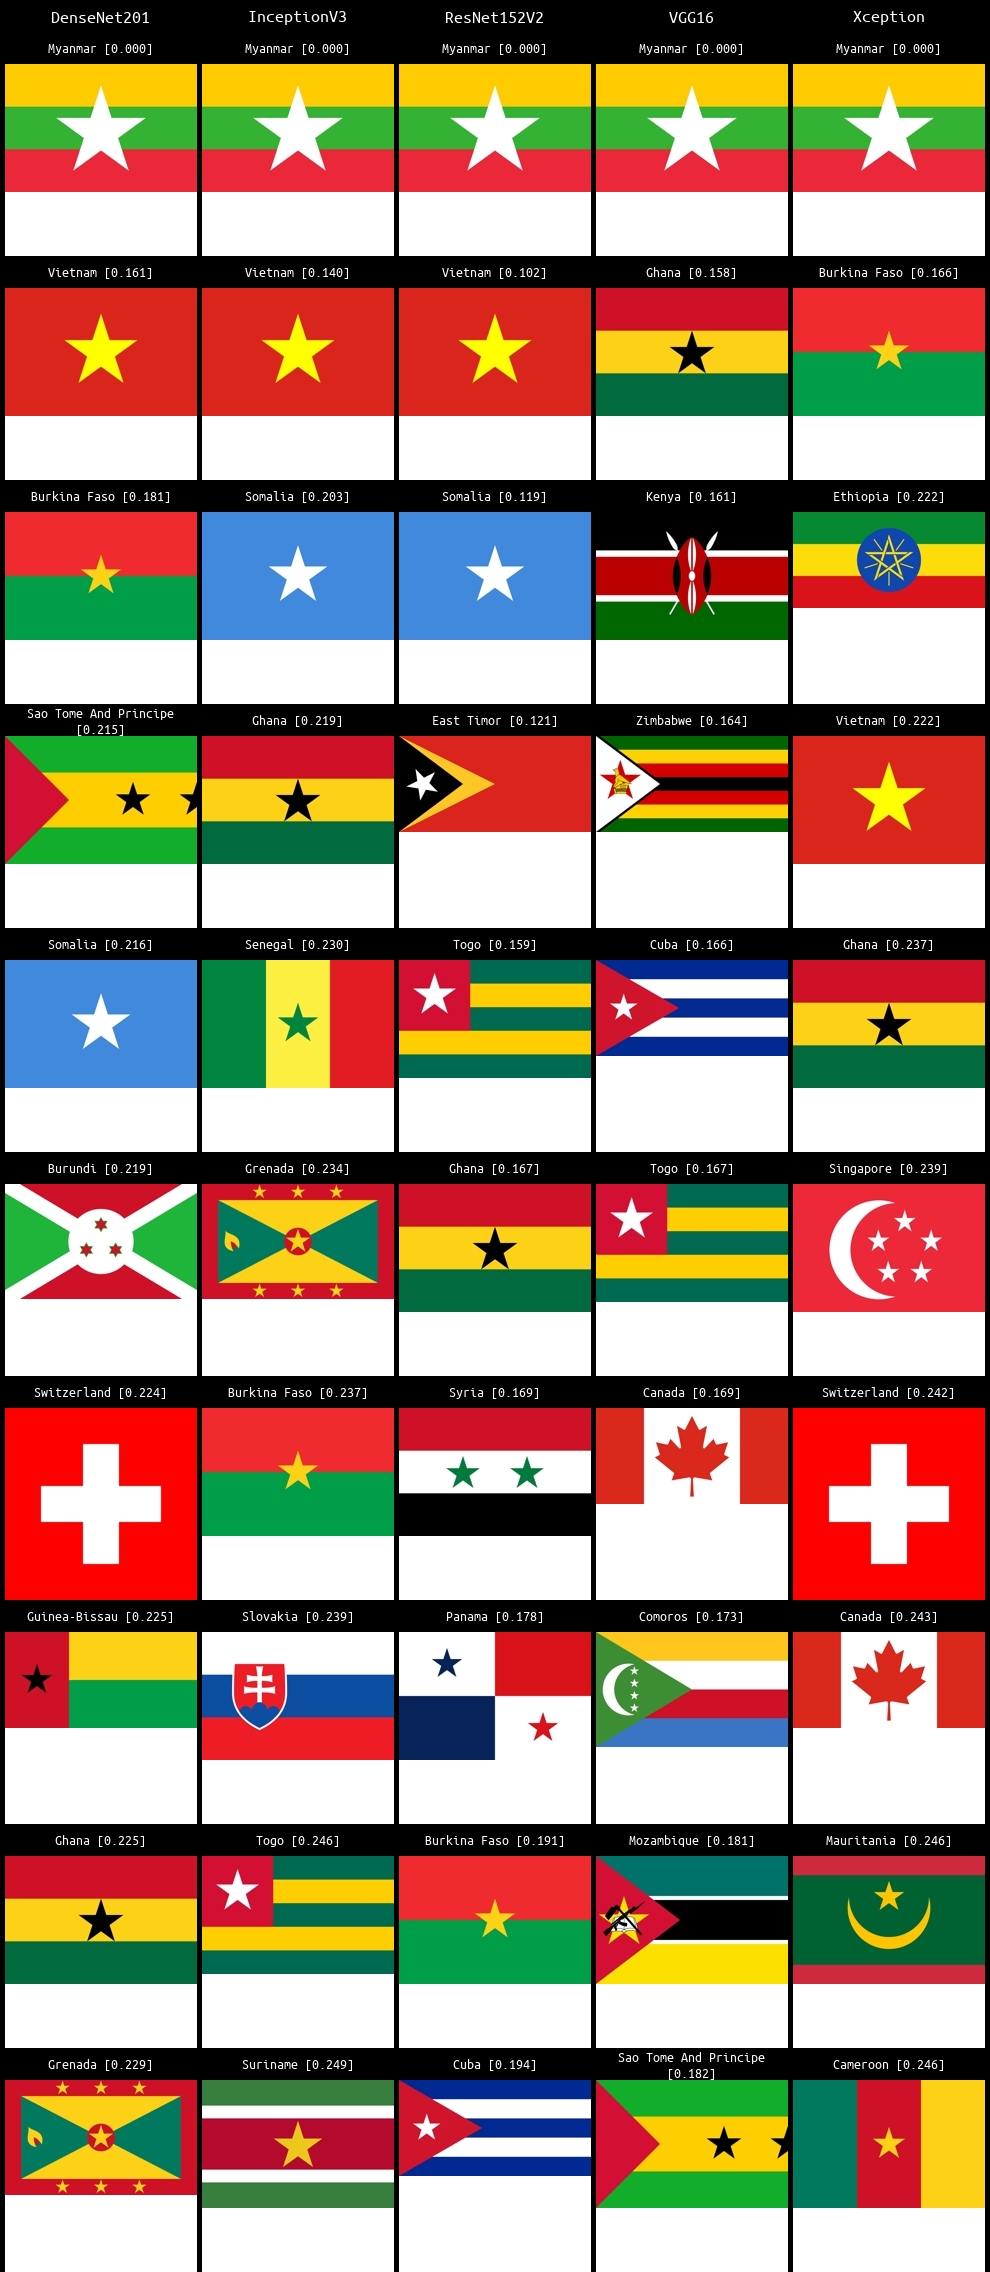 DenseNet201 InceptionV3 ResNet152V2 VGG16 Xception
Myanmar [0.000] Myanmar [0.000] Myanmar [0.000] Myanmar [0.000] Myanmar [0.000]
Vietnam [0.161] Vietnam [0.140] Vietnam [0.102] Ghana [0.158] Burkina Faso [0.166]
Burkina Faso [0.181] Somalia [0.203] Somalia [0.119] Kenya [0.161] Ethiopia [0.222]
Sao Tome And Principe
[0.215] Ghana [0.219] East Timor [0.121] Zimbabwe [0.164] Vietnam [0.222]
Somalia [0.216] Senegal [0.230] Togo [0.159] Cuba [0.166] Ghana [0.237]
Burundi [0.219] Grenada [0.234] Ghana [0.167] Togo [0.167] Singapore [0.239]
Switzerland [0.224] Burkina Faso [0.237] Syria [0.169] Canada [0.169] Switzerland [0.242]
Guinea-Bissau [0.225] Slovakia [0.239] Panama [0.178] Comoros [0.173] Canada [0.243]
Ghana [0.225] Togo [0.246] Burkina Faso [0.191] Mozambique [0.181] Mauritania [0.246]
Grenada [0.229] Suriname [0.249] Cuba [0.194] Sao Tome And Principe
[0.182] Cameroon [0.246]